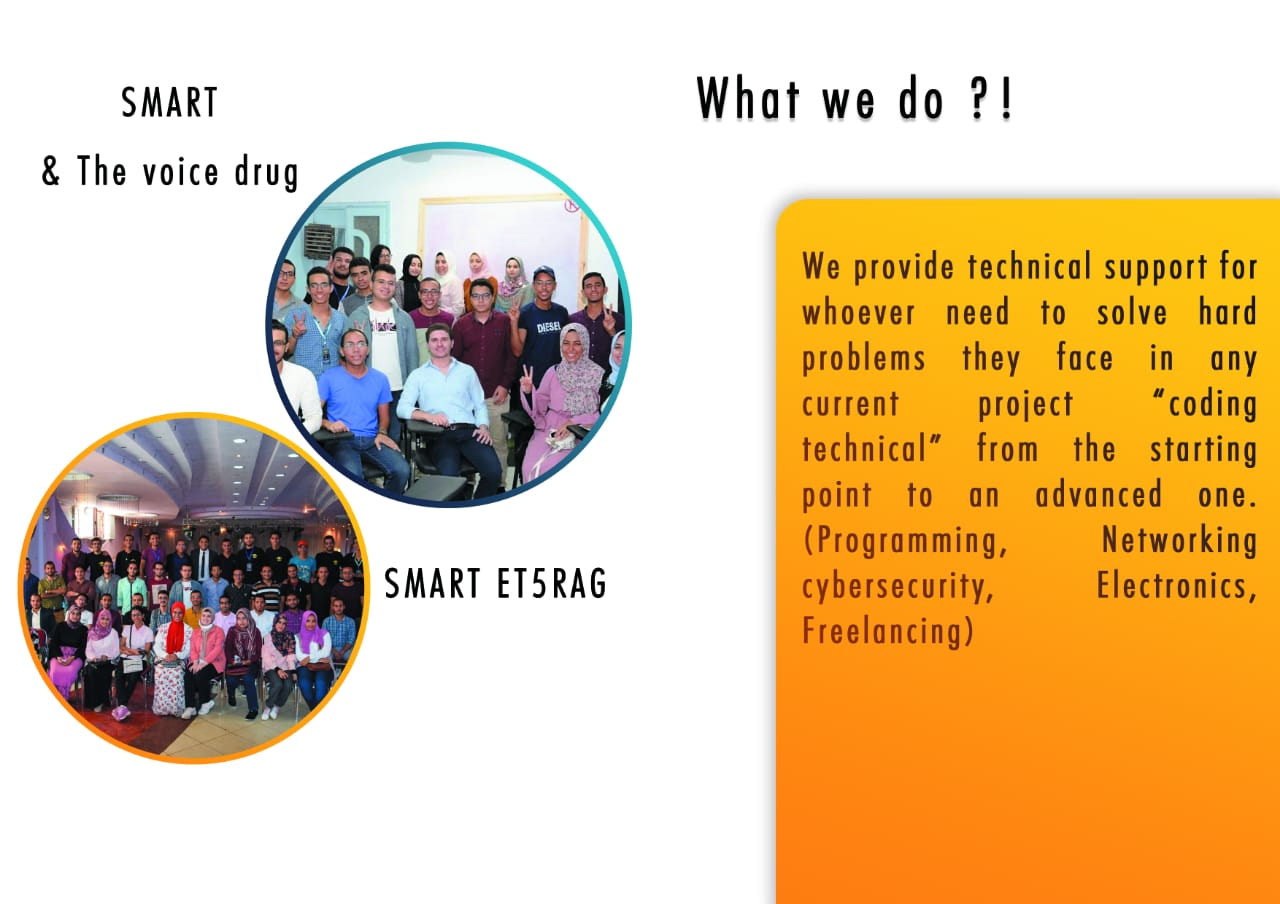 SMART
& The voice drug
SMART ET5RAG
What we do ?!
We provide technical support for
whoever need to solve hard
problems they face in any
current project “coding
technical” from the starting
point to an advanced one.
(Programming, Networking
cybersecurity, Electronics,
Freelancing)
DIESEL